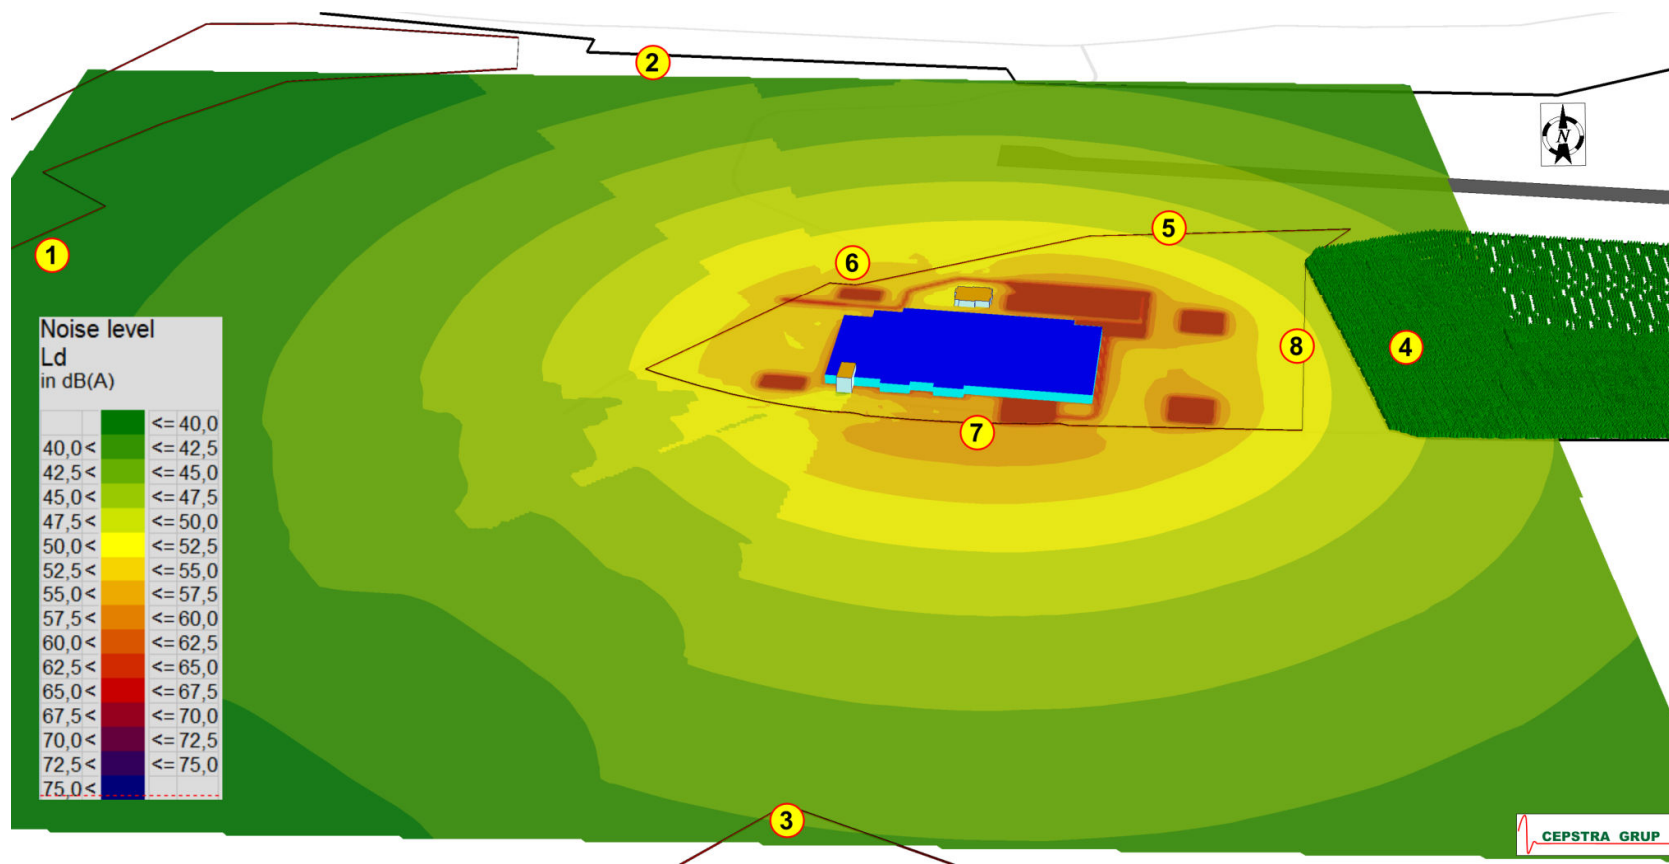 2
N
5
1
6
Noise level
Ld
in dB(A)
<= 40,0
40,0 < <= 42,5
42,5 < <= 45,0
45,0 < <= 47,5
47,5 < <= 50,0
50,0 < <= 52,5
52,5 < <= 55,0
55,0 < <= 57,5
57,5 < <= 60,0
60,0 < <= 62,5
62,5 < <= 65,0
65,0 < <= 67,5
67,5 < <= 70,0
70,0 < <= 72,5
72,5 < <= 75,0
75,0 <
8
4
7
3
CEPSTRA GRUP